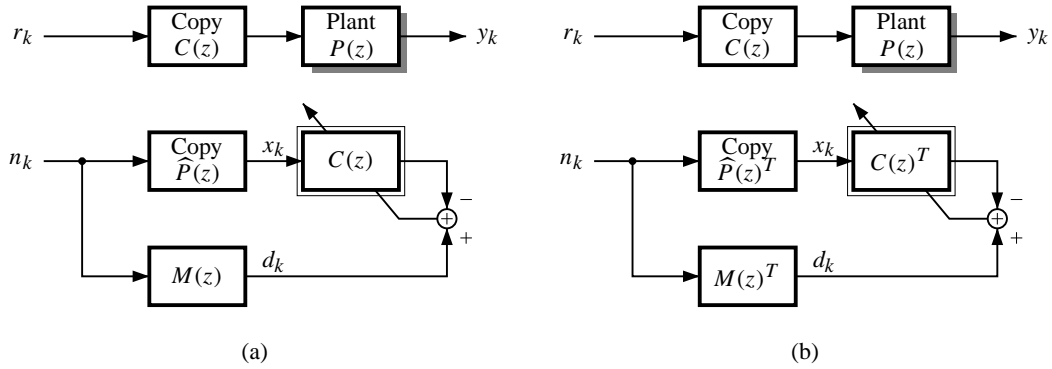 r_k Copy C(z) Plant P(z) y_k
n_k Copy P̂(z) x_k C(z) −
+
+
M(z) d_k
(a)
r_k Copy C(z) Plant P(z) y_k
n_k Copy P̂(z)^T x_k C(z)^T −
+
+
M(z)^T d_k
(b)